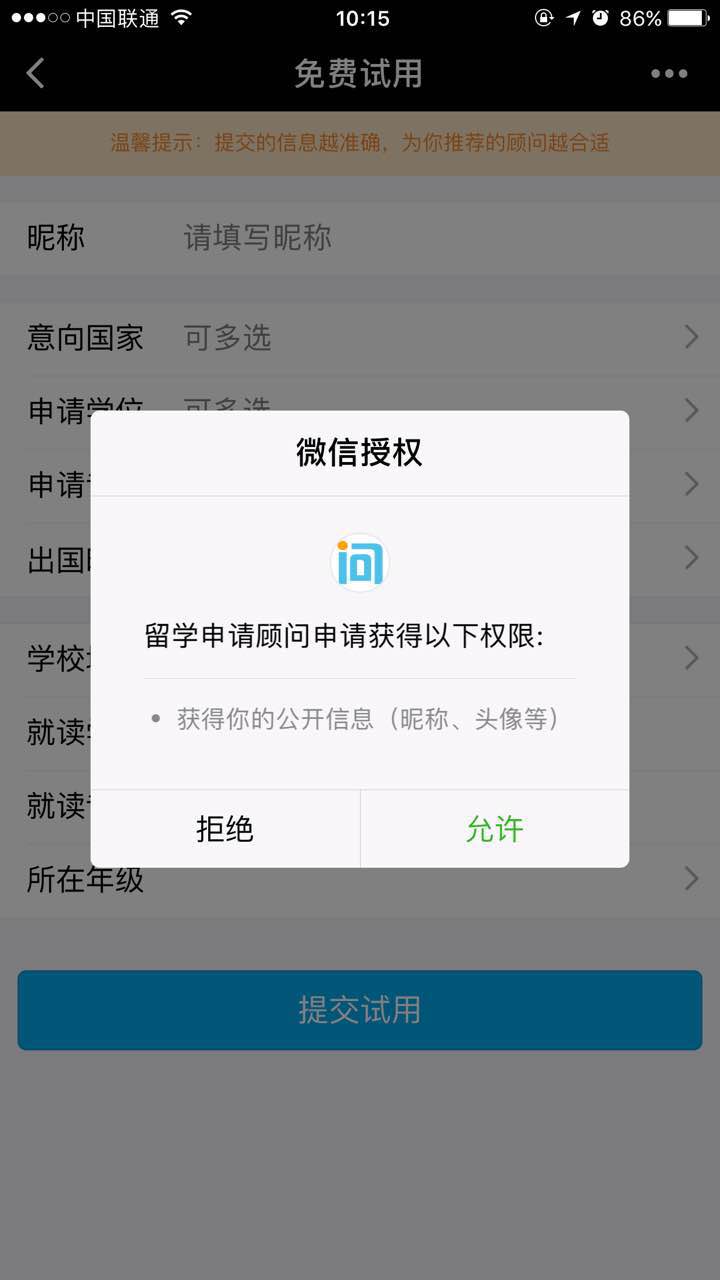 中国联通 10:15 86%
免费试用
温馨提示：提交的信息越准确，为你推荐的顾问越合适
昵称 请填写昵称
意向国家 可多选
申请学位 可多选
微信授权
申请
出国
问
留学申请顾问申请获得以下权限:
学校
• 获得你的公开信息（昵称、头像等）
就读
就读
拒绝 允许
所在年级
提交试用